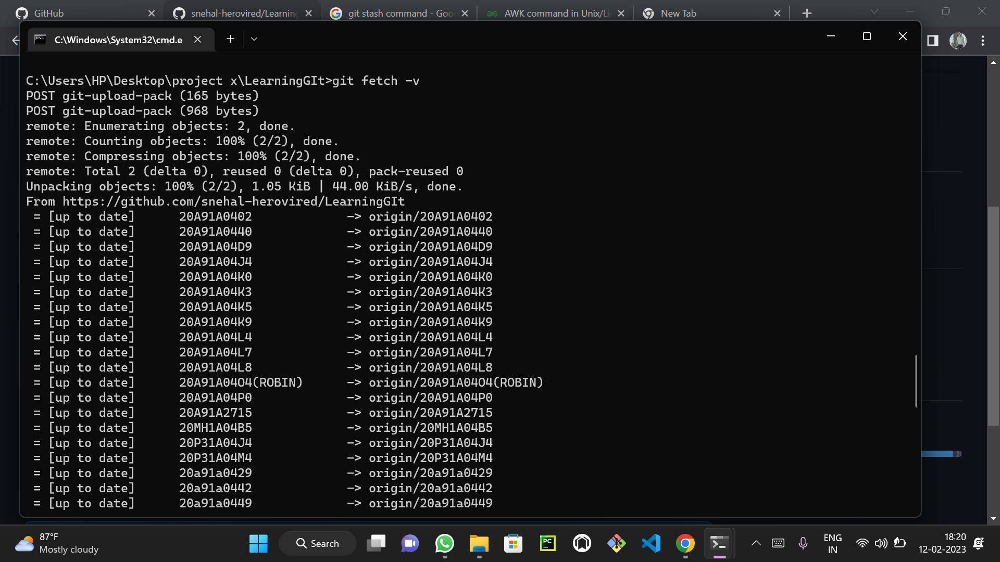 GitHub
snehal-herovired/Learning
git stash command - Goo
AWK command in Unix/Li
New Tab
C:\Windows\System32\cmd.e
C:\Users\HP\Desktop\project x\LearningGIt>git fetch -v
POST git-upload-pack (165 bytes)
POST git-upload-pack (968 bytes)
remote: Enumerating objects: 2, done.
remote: Counting objects: 100% (2/2), done.
remote: Compressing objects: 100% (2/2), done.
remote: Total 2 (delta 0), reused 0 (delta 0), pack-reused 0
Unpacking objects: 100% (2/2), 1.05 KiB | 44.00 KiB/s, done.
From https://github.com/snehal-herovired/LearningGIt
= [up to date]      20A91A0402             -> origin/20A91A0402
= [up to date]      20A91A0440             -> origin/20A91A0440
= [up to date]      20A91A04D9             -> origin/20A91A04D9
= [up to date]      20A91A04J4             -> origin/20A91A04J4
= [up to date]      20A91A04K0             -> origin/20A91A04K0
= [up to date]      20A91A04K3             -> origin/20A91A04K3
= [up to date]      20A91A04K5             -> origin/20A91A04K5
= [up to date]      20A91A04K9             -> origin/20A91A04K9
= [up to date]      20A91A04L4             -> origin/20A91A04L4
= [up to date]      20A91A04L7             -> origin/20A91A04L7
= [up to date]      20A91A04L8             -> origin/20A91A04L8
= [up to date]      20A91A04O4(ROBIN)      -> origin/20A91A04O4(ROBIN)
= [up to date]      20A91A04P0             -> origin/20A91A04P0
= [up to date]      20A91A2715             -> origin/20A91A2715
= [up to date]      20MH1A04B5             -> origin/20MH1A04B5
= [up to date]      20P31A04J4             -> origin/20P31A04J4
= [up to date]      20P31A04M4             -> origin/20P31A04M4
= [up to date]      20a91a0429             -> origin/20a91a0429
= [up to date]      20a91a0442             -> origin/20a91a0442
= [up to date]      20a91a0449             -> origin/20a91a0449
87°F
Mostly cloudy
Search
PC
ENG
IN
18:20
12-02-2023